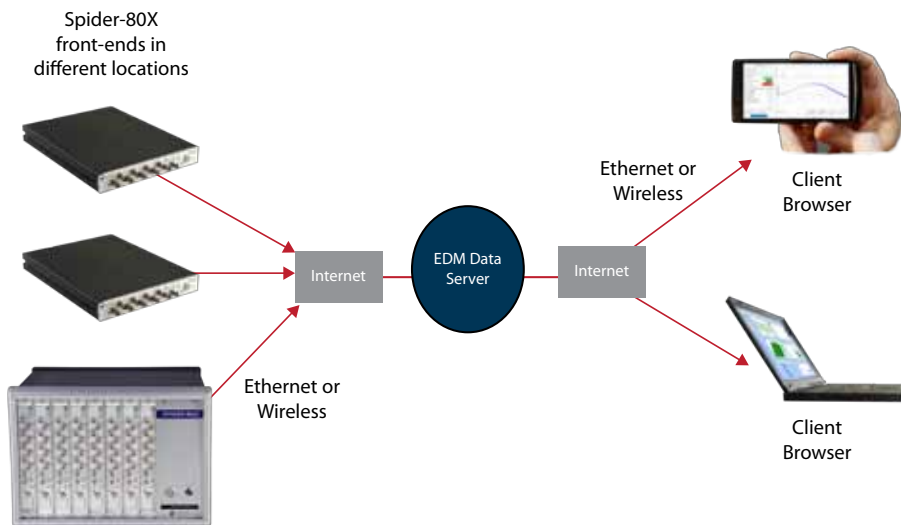 Spider-80X
front-ends in
different locations
Ethernet or
Wireless
Internet
EDM Data
Server
Internet
Ethernet or
Wireless
Client
Browser
Client
Browser